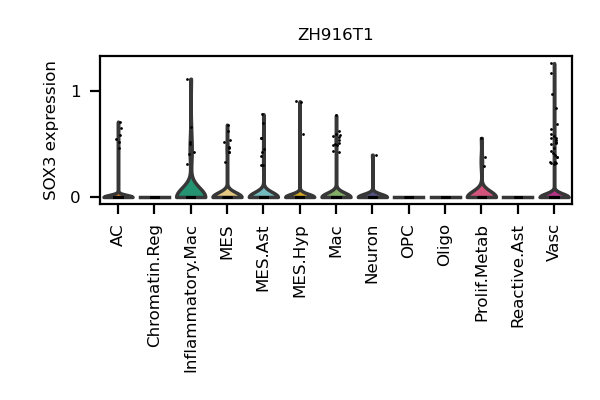 ZH916T1
SOX3 expression
1
0
AC
Chromatin.Reg
Inflammatory.Mac
MES
MES.Ast
MES.Hyp
Mac
Neuron
OPC
Oligo
Prolif.Metab
Reactive.Ast
Vasc